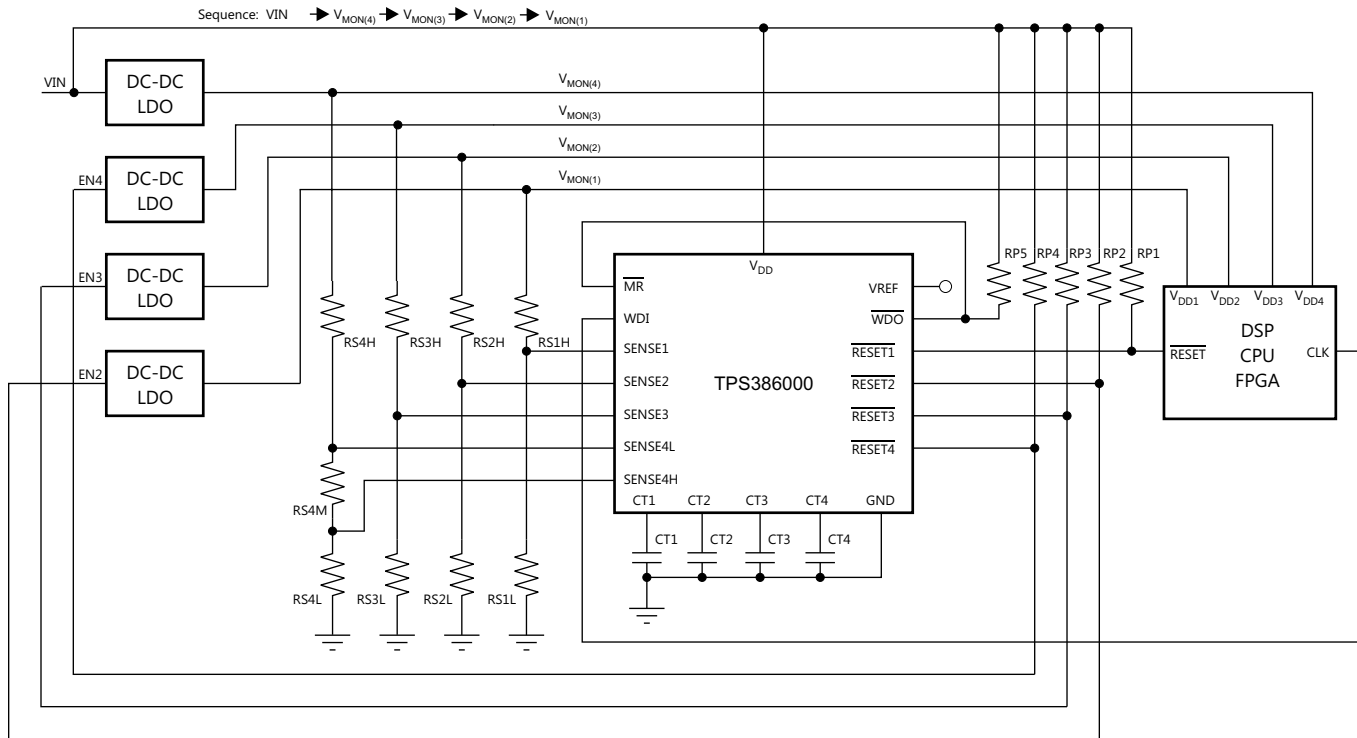 Sequence: VIN VMON(4) VMON(3) VMON(2) VMON(1)
VIN
DC-DC
LDO
VMON(4)
VMON(3)
EN4
DC-DC
LDO
VMON(2)
VMON(1)
EN3
DC-DC
LDO
EN2
DC-DC
LDO
RS4H
RS3H
RS2H
RS1H
RS4M
RS4L
RS3L
RS2L
RS1L
VDD
MR
WDI
SENSE1
SENSE2
SENSE3
SENSE4L
SENSE4H
TPS386000
VREF
WDO
RESET1
RESET2
RESET3
RESET4
CT1
CT2
CT3
CT4
GND
CT1
CT2
CT3
CT4
RP5
RP4
RP3
RP2
RP1
VDD1
VDD2
VDD3
VDD4
RESET
DSP
CPU
FPGA
CLK